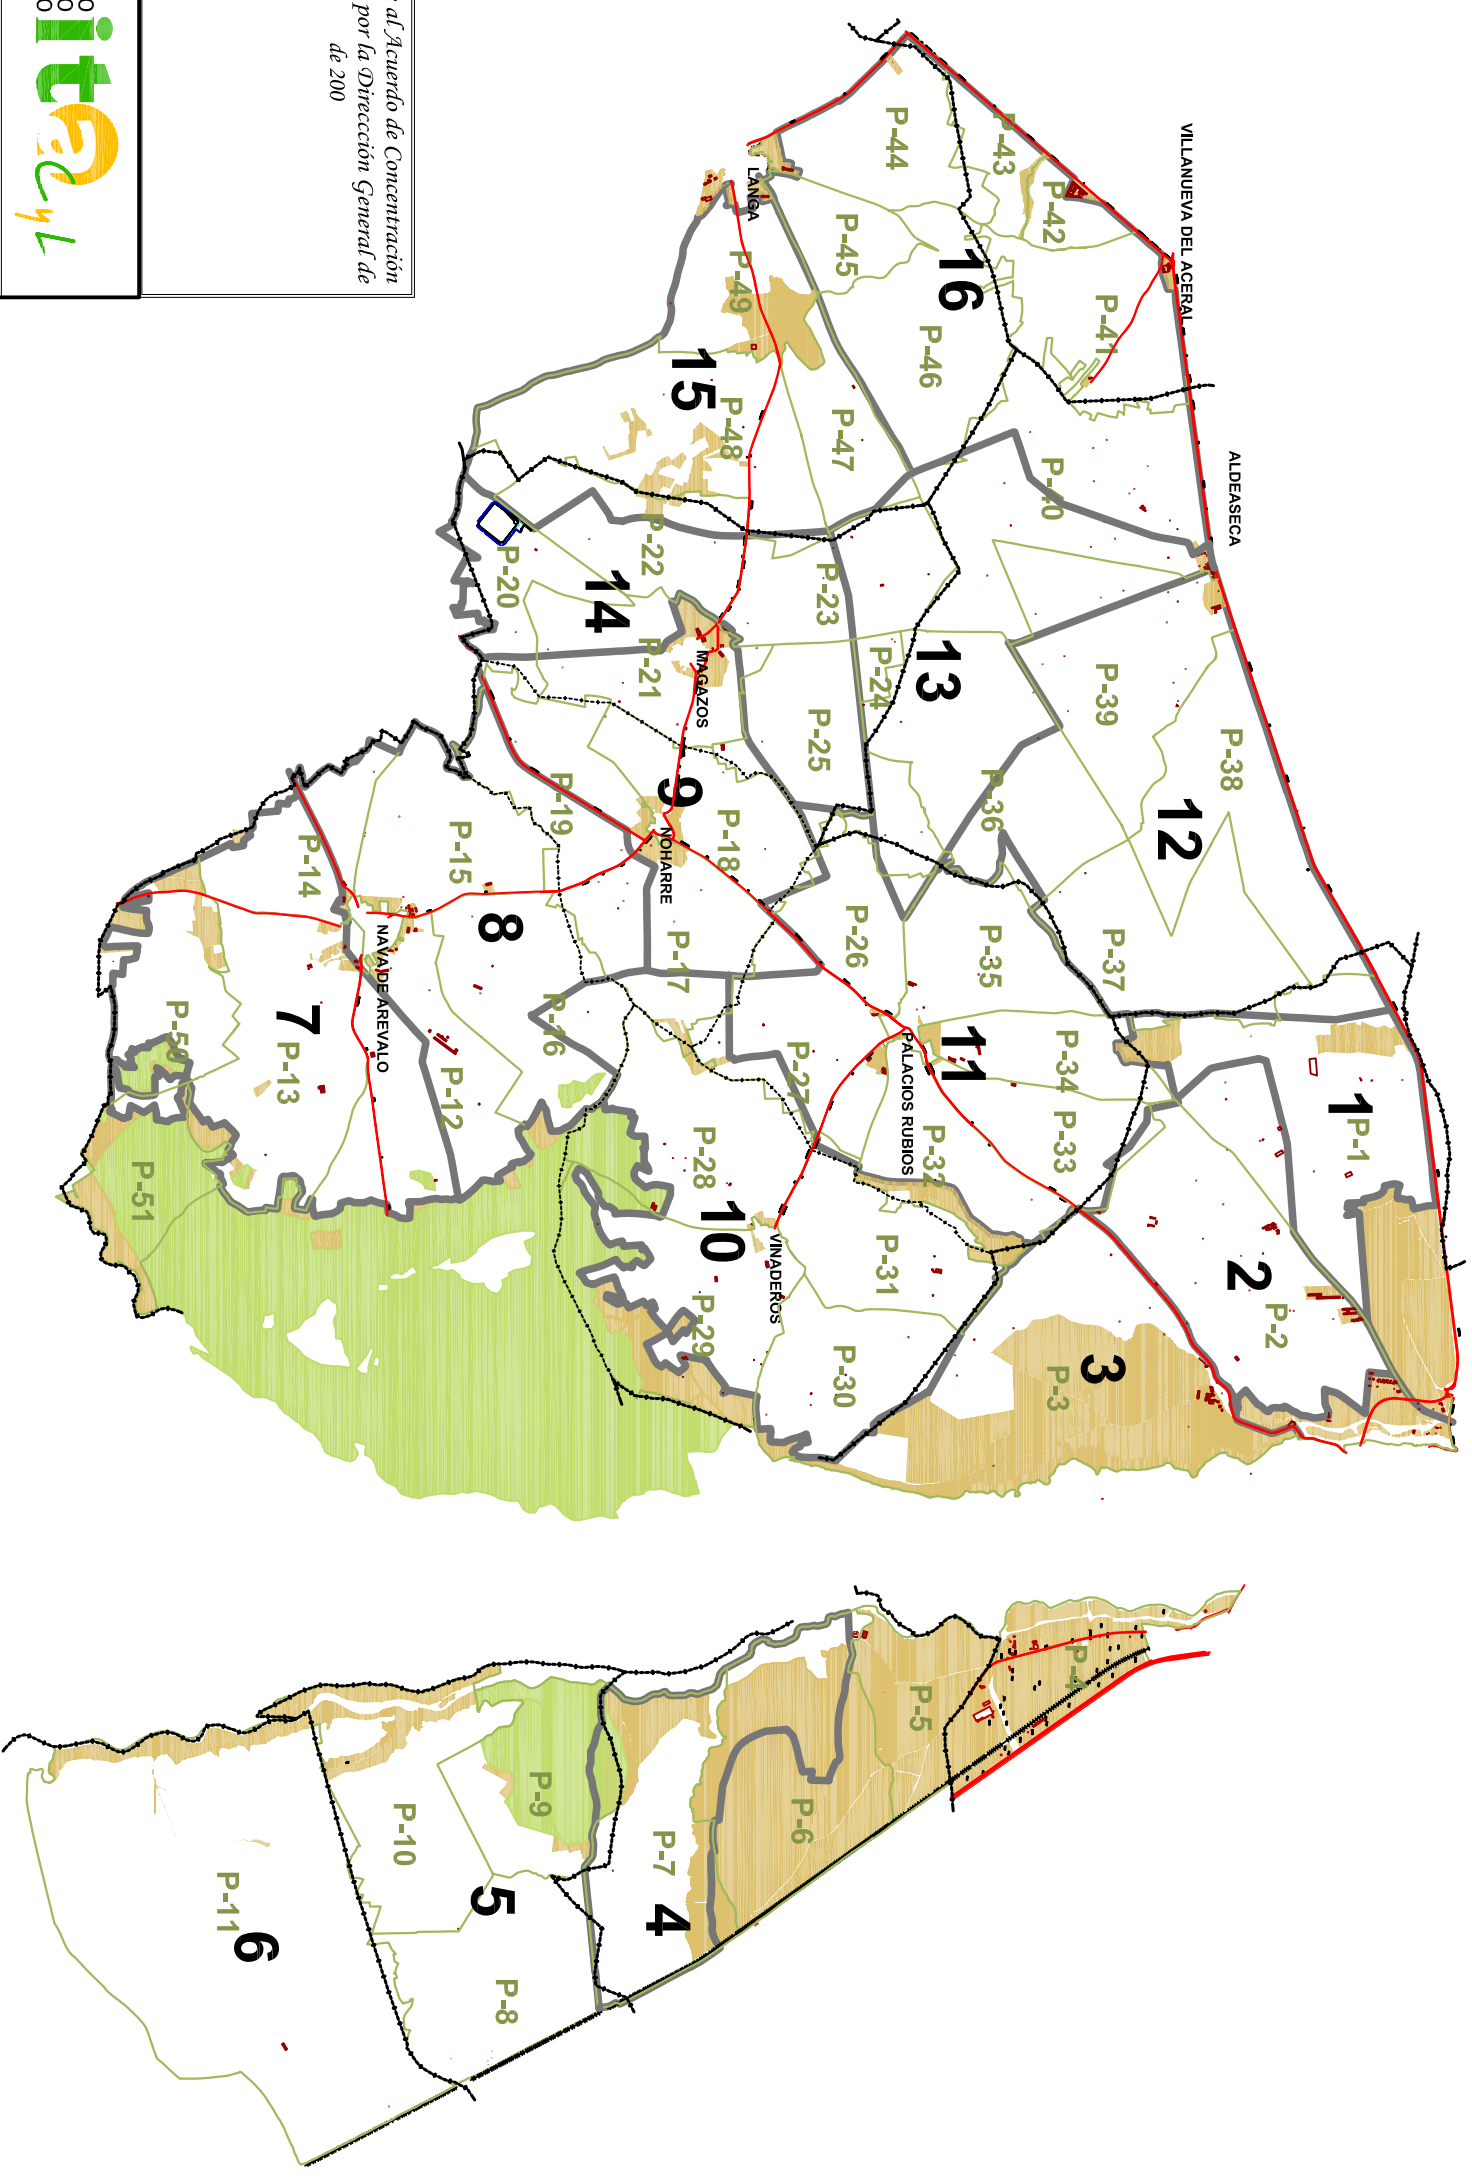 al Acuerdo de Concentración
por la Dirección General de
de 200
itacyl
VILLANUEVA DEL ACERAL
ALDEASECA
LANGA
MAGAZOS
NOHARRE
NAVA DE AREVALO
PALACIOS RUBIOS
VINADEROS
1
2
3
4
5
6
7
8
9
10
11
12
13
14
15
16
P-1
P-2
P-3
P-4
P-5
P-6
P-7
P-8
P-9
P-10
P-11
P-12
P-13
P-14
P-15
P-16
P-17
P-18
P-19
P-20
P-21
P-22
P-23
P-24
P-25
P-26
P-27
P-28
P-29
P-30
P-31
P-32
P-33
P-34
P-35
P-36
P-37
P-38
P-39
P-40
P-41
P-42
P-43
P-44
P-45
P-46
P-47
P-48
P-49
P-50
P-51